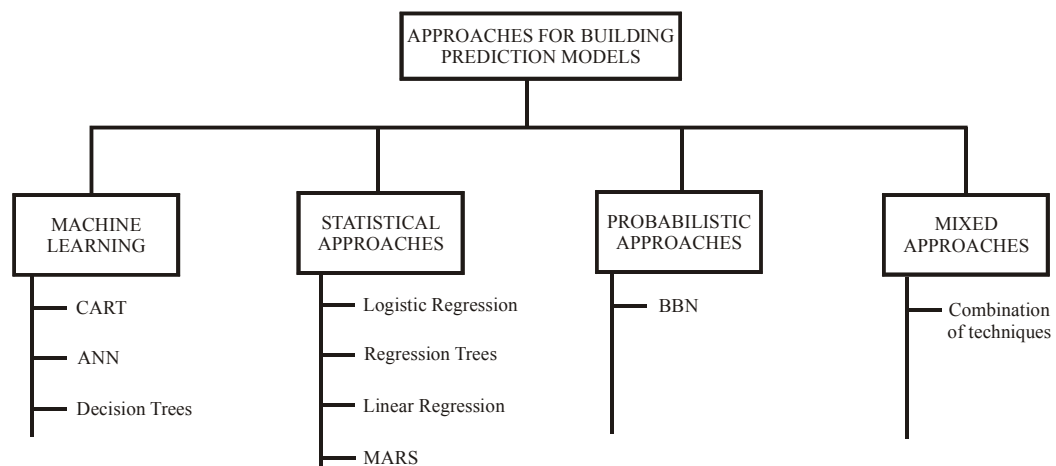 APPROACHES FOR BUILDING
PREDICTION MODELS
MACHINE
LEARNING
CART
ANN
Decision Trees
STATISTICAL
APPROACHES
Logistic Regression
Regression Trees
Linear Regression
MARS
PROBABILISTIC
APPROACHES
BBN
MIXED
APPROACHES
Combination
of techniques